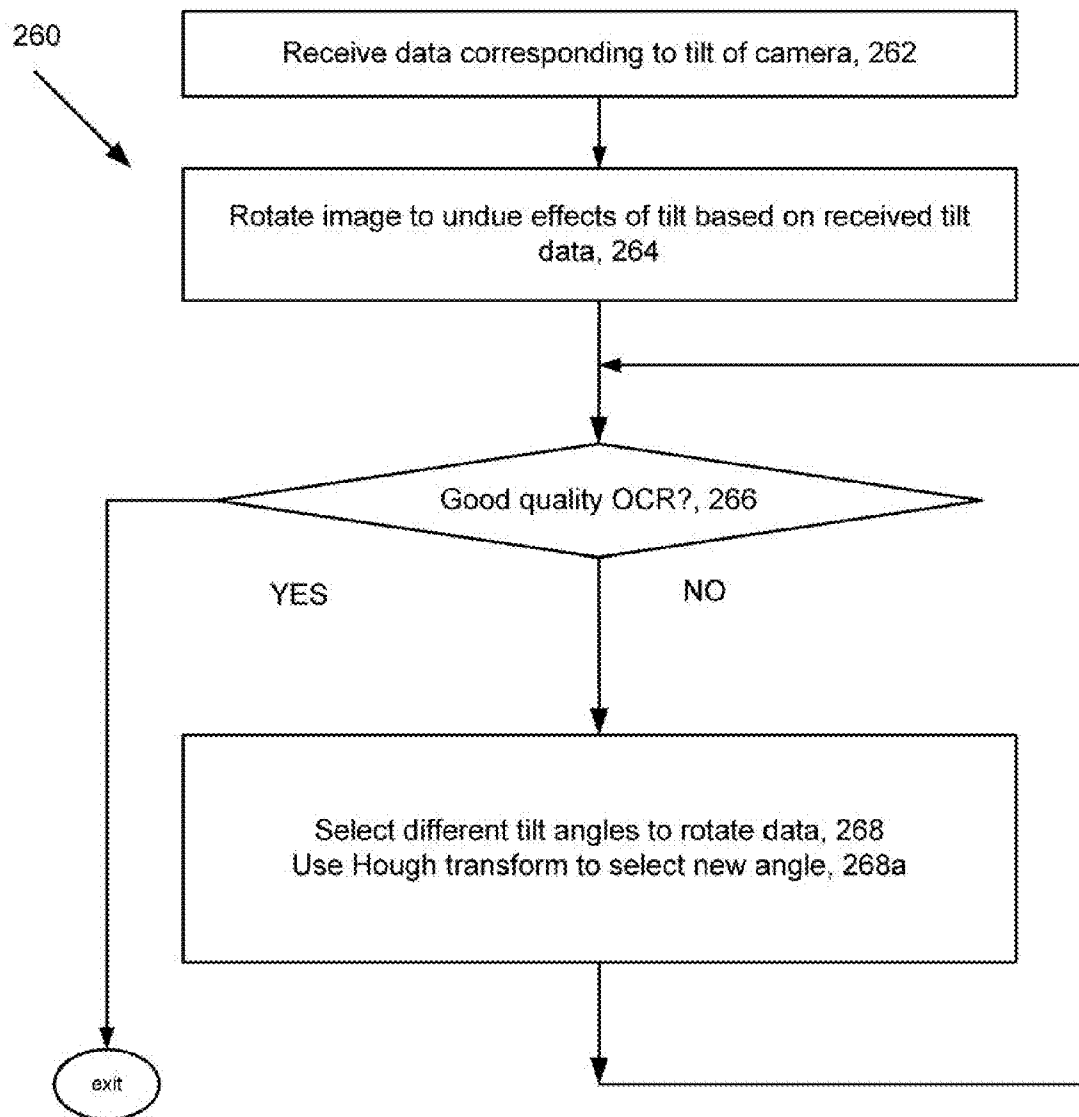 260
Receive data corresponding to tilt of camera, 262
Rotate image to undue effects of tilt based on received tilt
data, 264
Good quality OCR?, 266
YES
NO
Select different tilt angles to rotate data, 268
Use Hough transform to select new angle, 268a
exit